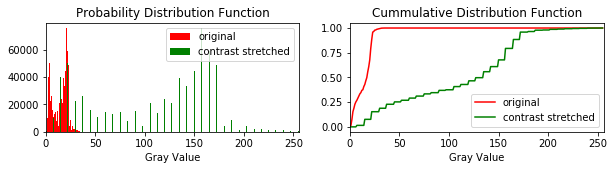 Probability Distribution Function
60000
40000
20000
0
original
contrast stretched
0 50 100 150 200 250
Gray Value
Cummulative Distribution Function
1.00
0.75
0.50
0.25
0.00
original
contrast stretched
0 50 100 150 200 250
Gray Value